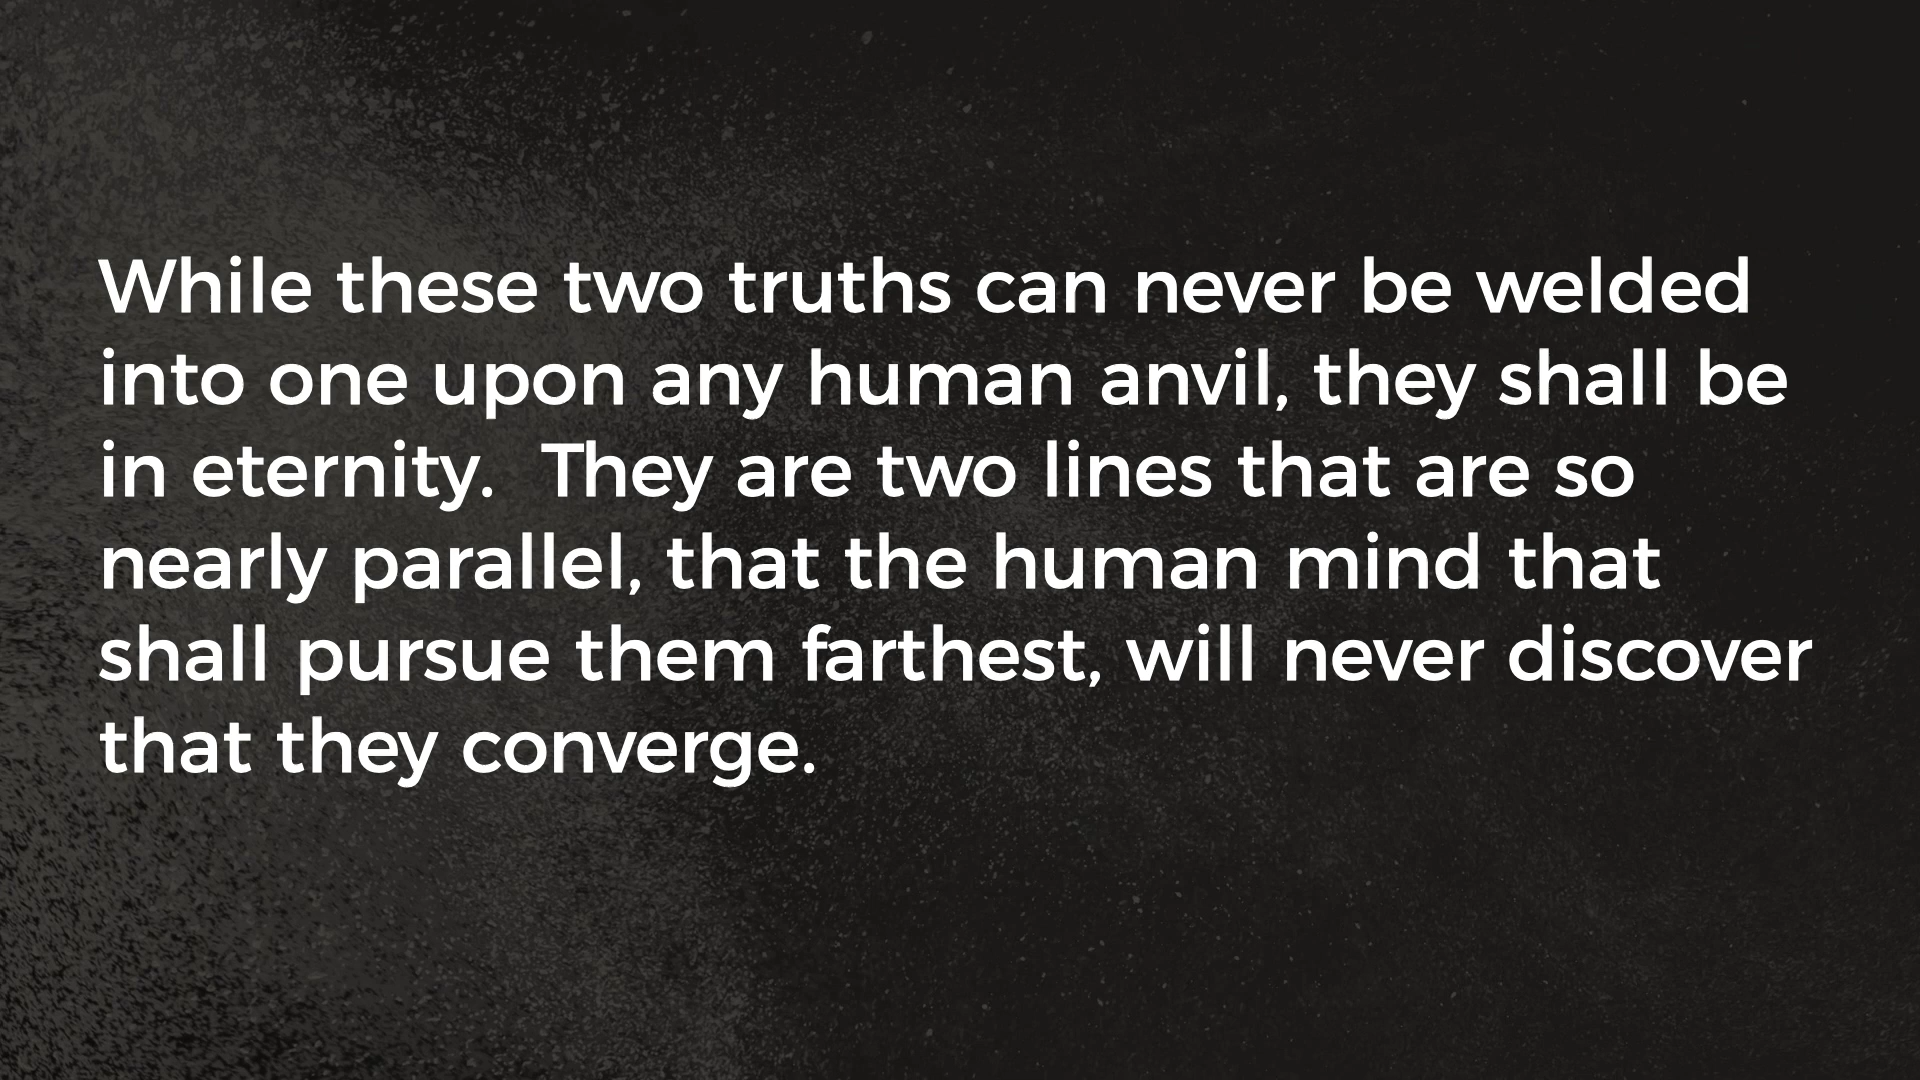 While these two truths can never be welded
into one upon any human anvil, they shall be
in eternity.  They are two lines that are so
nearly parallel, that the human mind that
shall pursue them farthest, will never discover
that they converge.